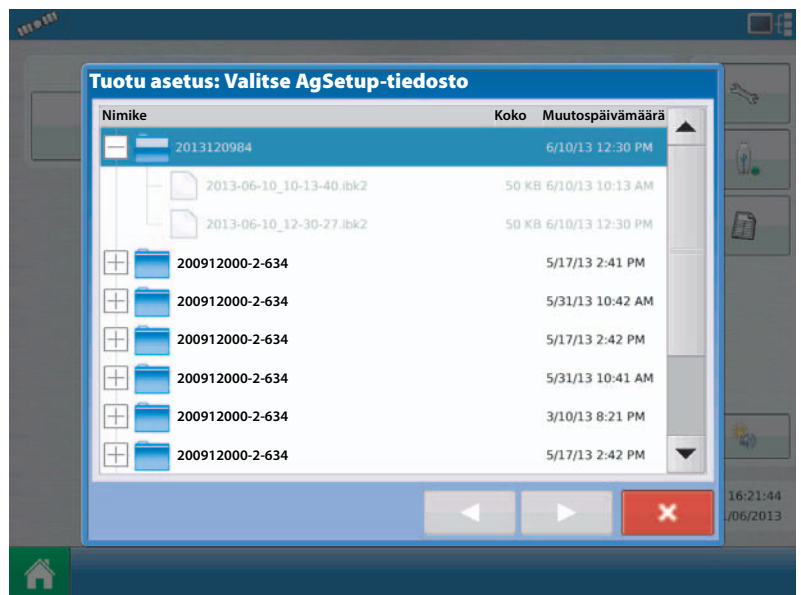 Tuotu asetus: Valitse AgSetup-tiedosto
Nimike Koko Muutospäivämäärä
2013120984 6/10/13 12:30 PM
2013-06-10_10-13-40.ibk2 50 KB 6/10/13 10:13 AM
2013-06-10_12-30-27.ibk2 50 KB 6/10/13 12:30 PM
200912000-2-634 5/17/13 2:41 PM
200912000-2-634 5/31/13 10:42 AM
200912000-2-634 5/17/13 2:42 PM
200912000-2-634 5/31/13 10:41 AM
200912000-2-634 3/10/13 8:21 PM
200912000-2-634 5/17/13 2:42 PM
16:21:44
/06/2013